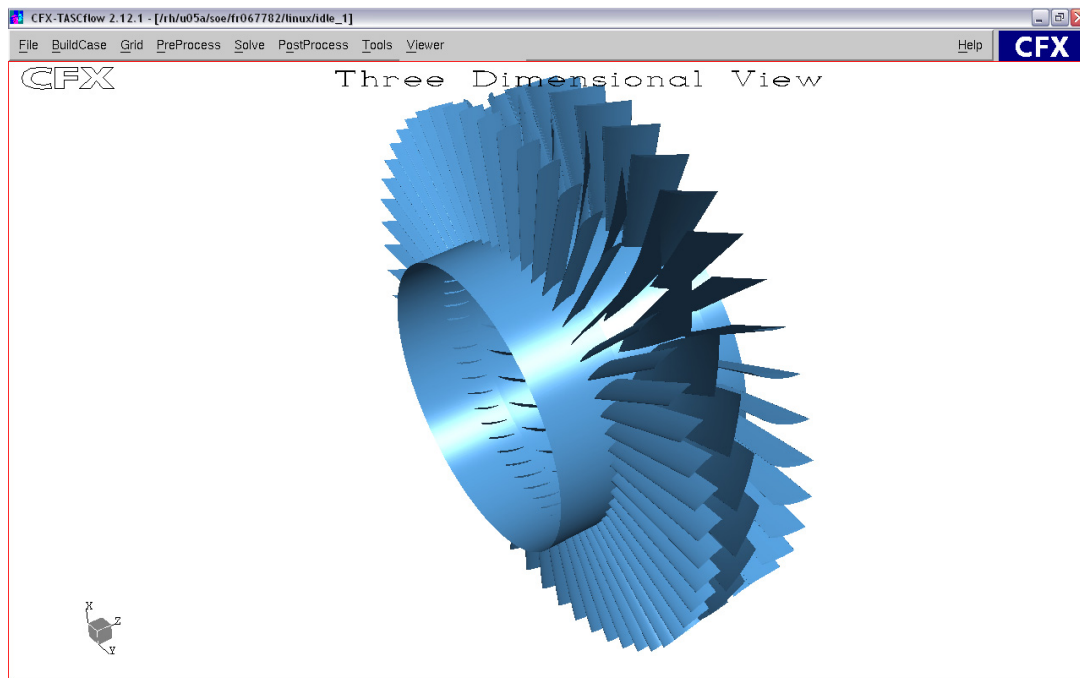 CFX-TASCflow 2.12.1 - [/rh/u05a/soe/fr067782/linux/idle_1]
File BuildCase Grid PreProcess Solve PostProcess Tools Viewer Help CFX
CFX Three Dimensional View
X
Z
Y